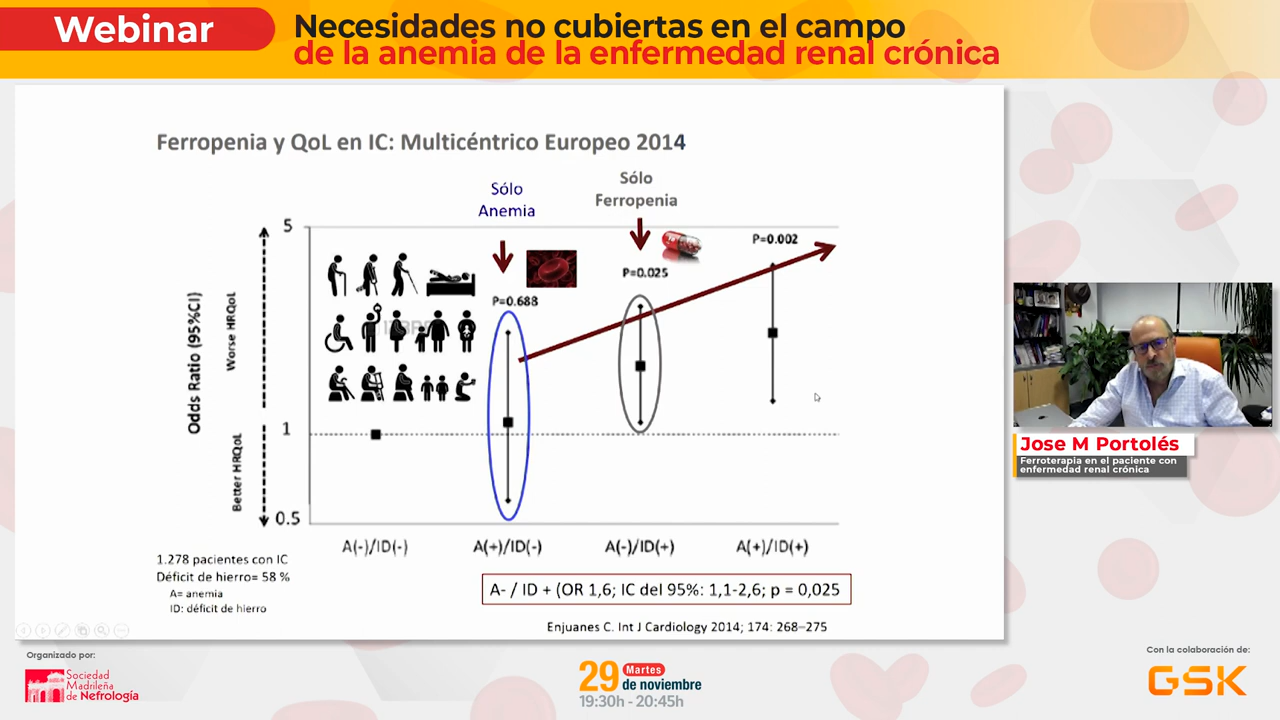 Webinar
Necesidades no cubiertas en el campo
de la anemia de la enfermedad renal crónica
Ferropenia y QoL en IC: Multicéntrico Europeo 2014
Sólo
Anemia
Sólo
Ferropenia
5
1
0.5
Odds Ratio (95%CI)
Worse HRQoL
Better HRQoL
P=0.688
P=0.025
P=0.002
A(-)/ID(-)
A(+)/ID(-)
A(-)/ID(+)
A(+)/ID(+)
1.278 pacientes con IC
Déficit de hierro= 58 %
A= anemia
ID: déficit de hierro
A- / ID + (OR 1,6; IC del 95%: 1,1-2,6; p = 0,025
Enjuanes C. Int J Cardiology 2014; 174: 268–275
Jose M Portolés
Ferroterapia en el paciente con
enfermedad renal crónica
Organizado por:
Sociedad
Madrileña
de Nefrología
29 Martes
de noviembre
19:30h - 20:45h
Con la colaboración de:
GSK